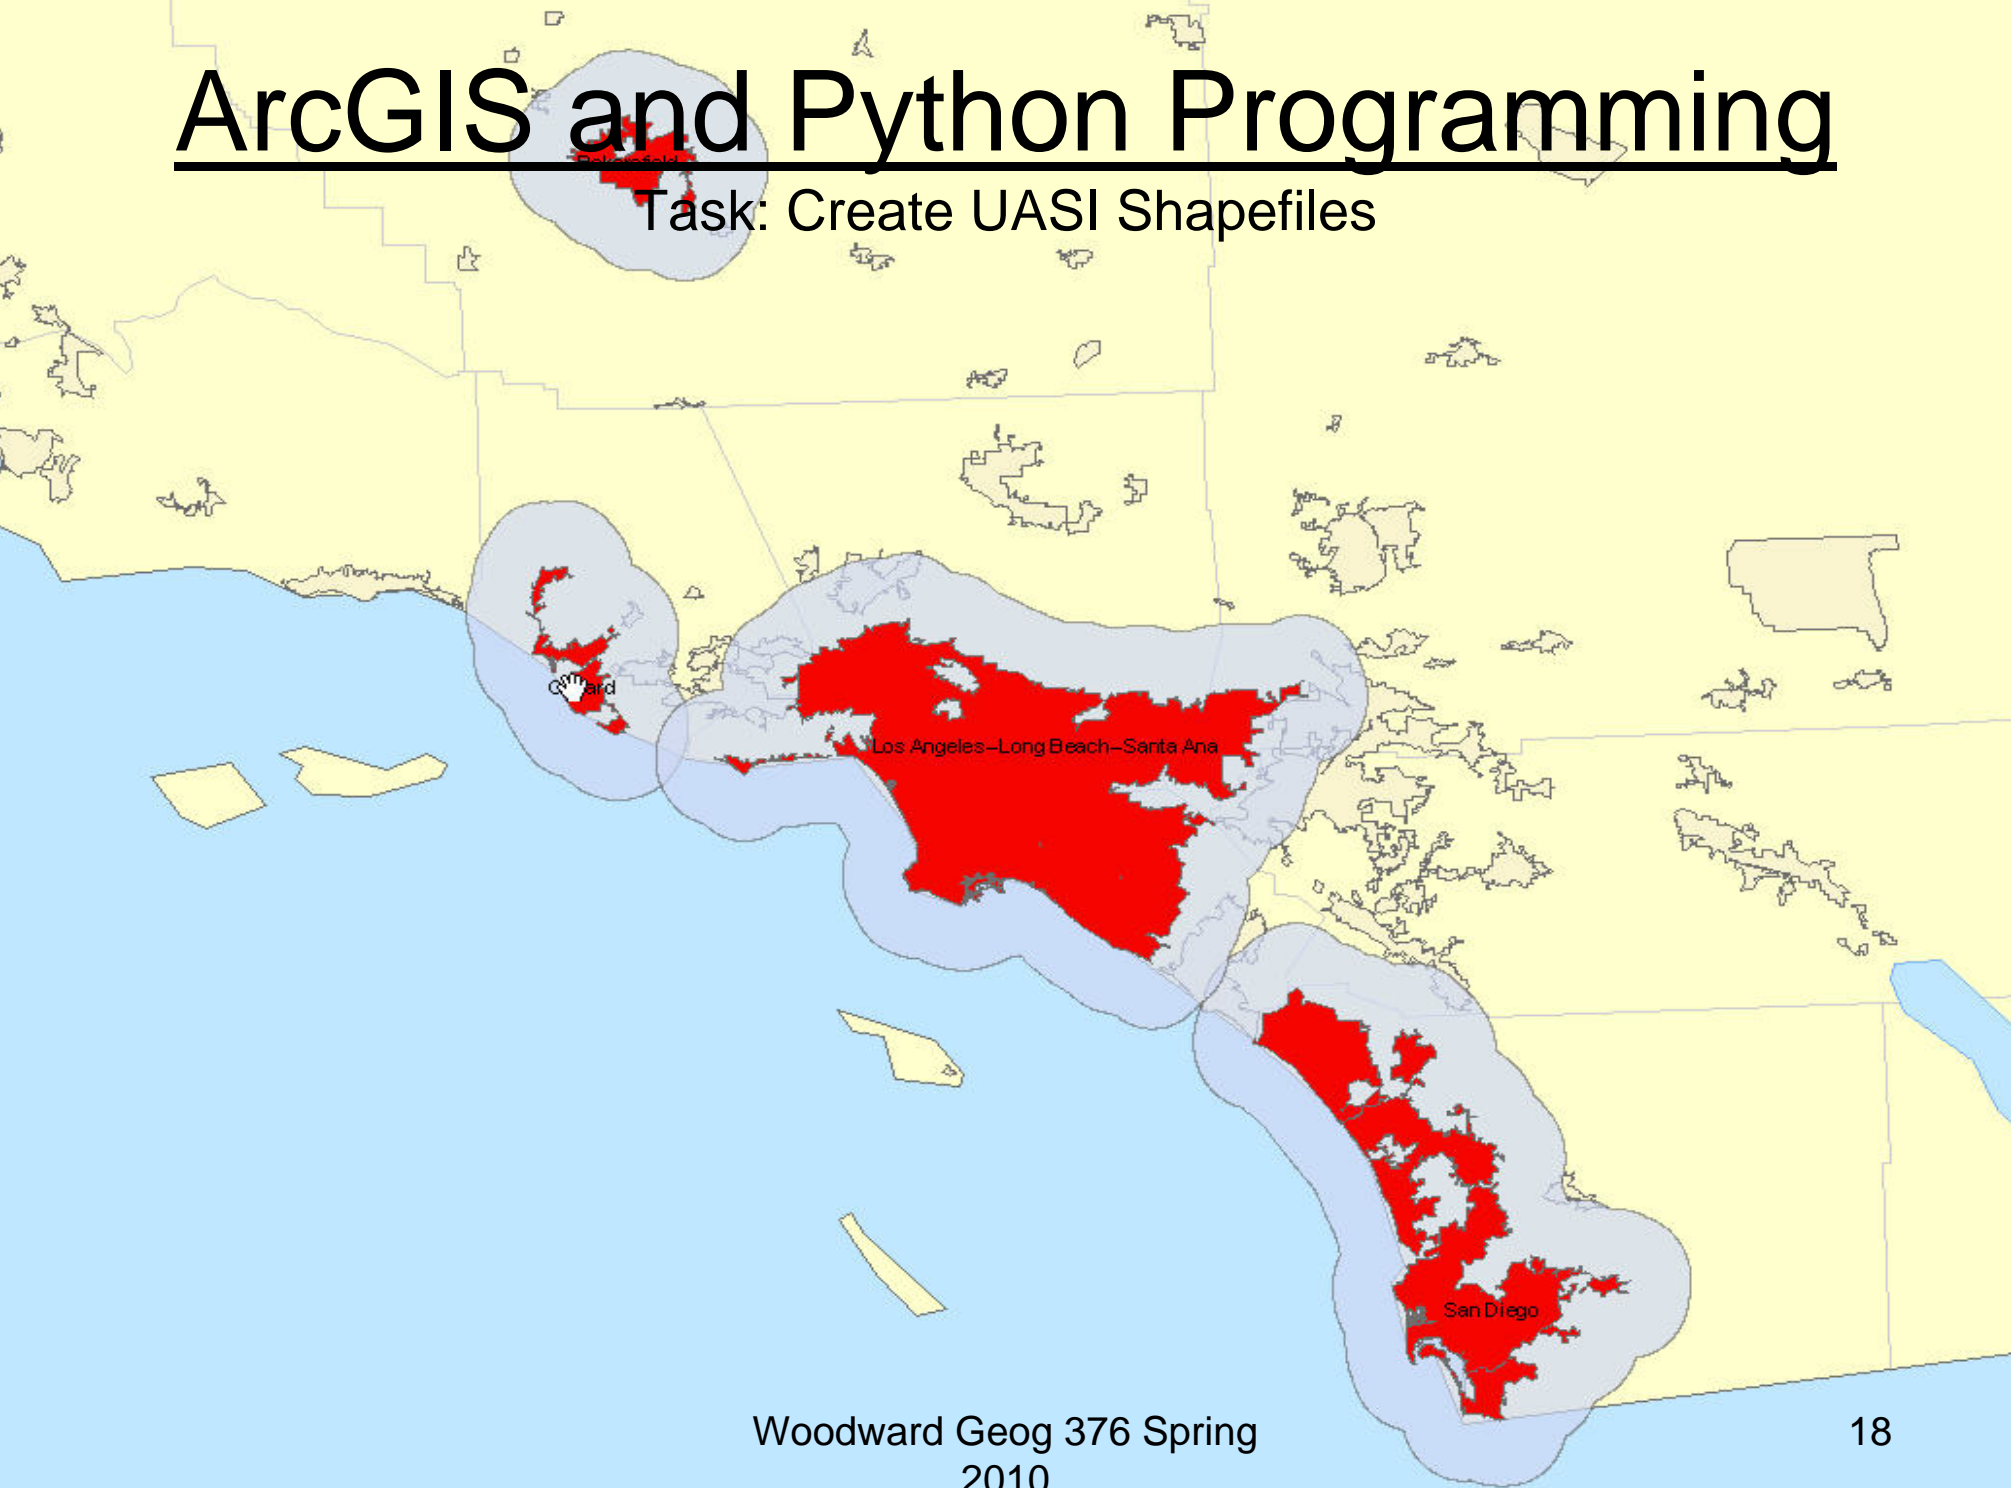 ArcGIS and Python Programming
Bakersfield
Task: Create UASI Shapefiles
Los Angeles--Long Beach--Santa Ana
San Diego
Woodward Geog 376 Spring
2010
18